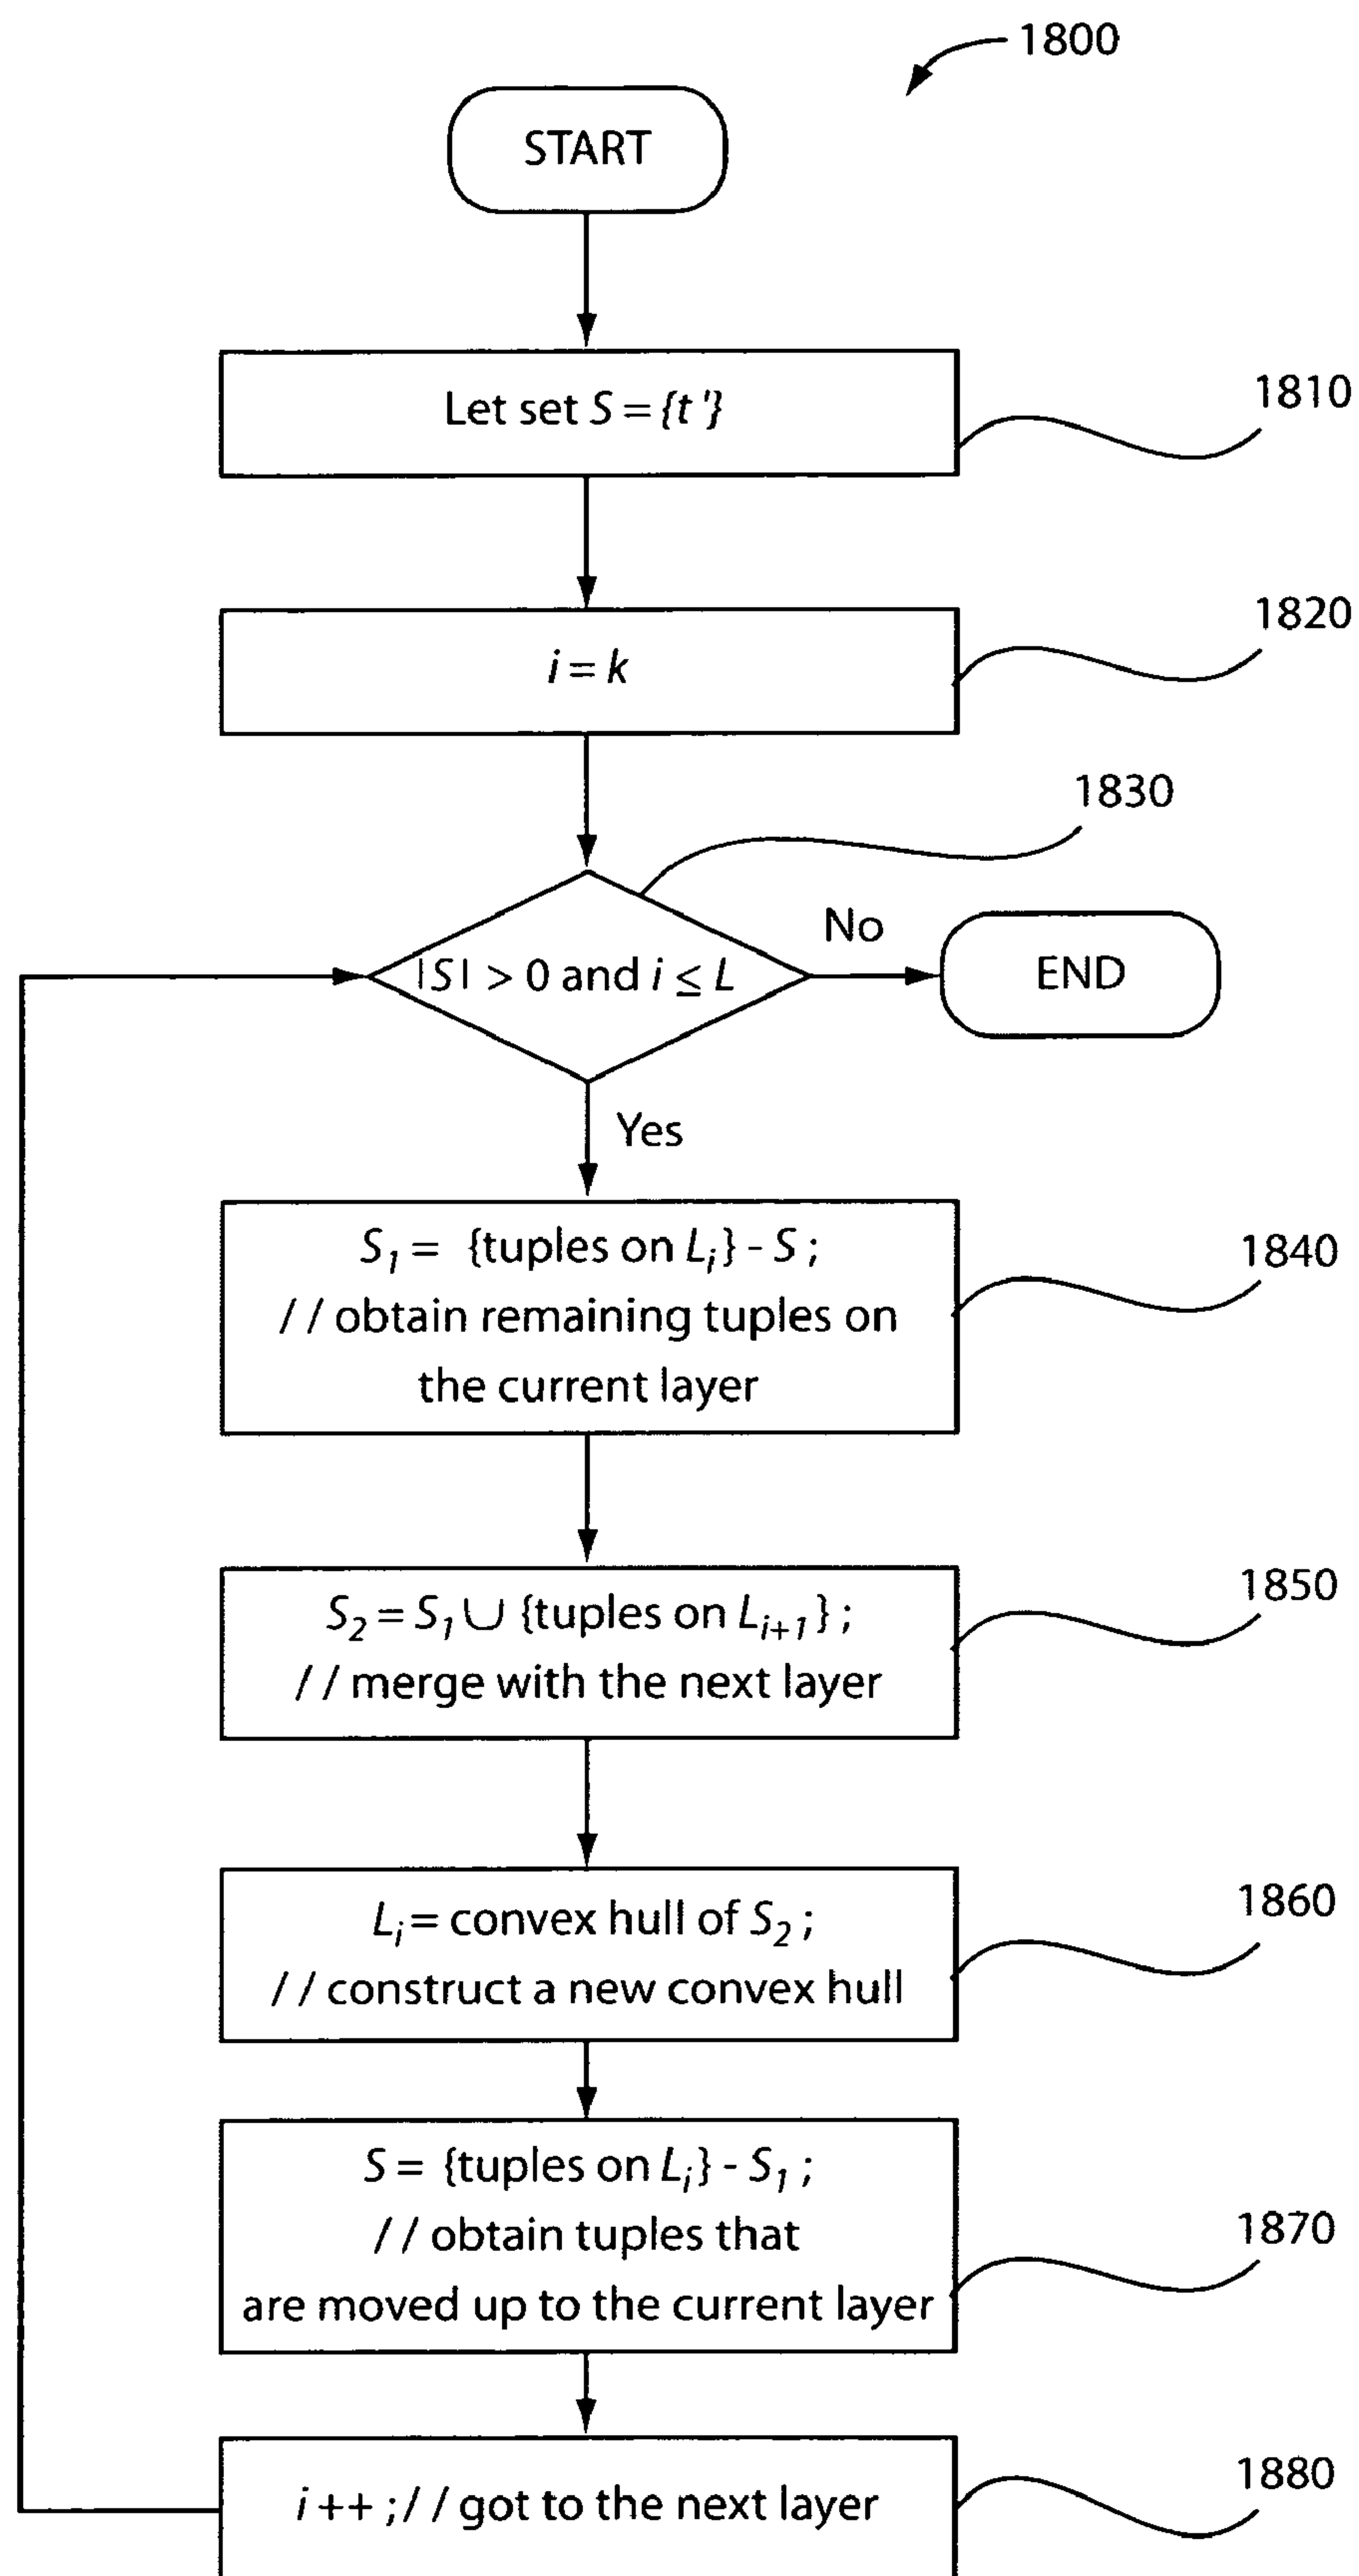 1800
START
Let set S = {t '}
1810
i = k
1820
1830
|S| > 0 and i ≤ L
No
END
Yes
S1 = {tuples on Li} - S ;
// obtain remaining tuples on
the current layer
1840
S2 = S1 ∪ {tuples on Li+1} ;
// merge with the next layer
1850
Li = convex hull of S2 ;
// construct a new convex hull
1860
S = {tuples on Li} - S1 ;
// obtain tuples that
are moved up to the current layer
1870
i ++ ; // got to the next layer
1880